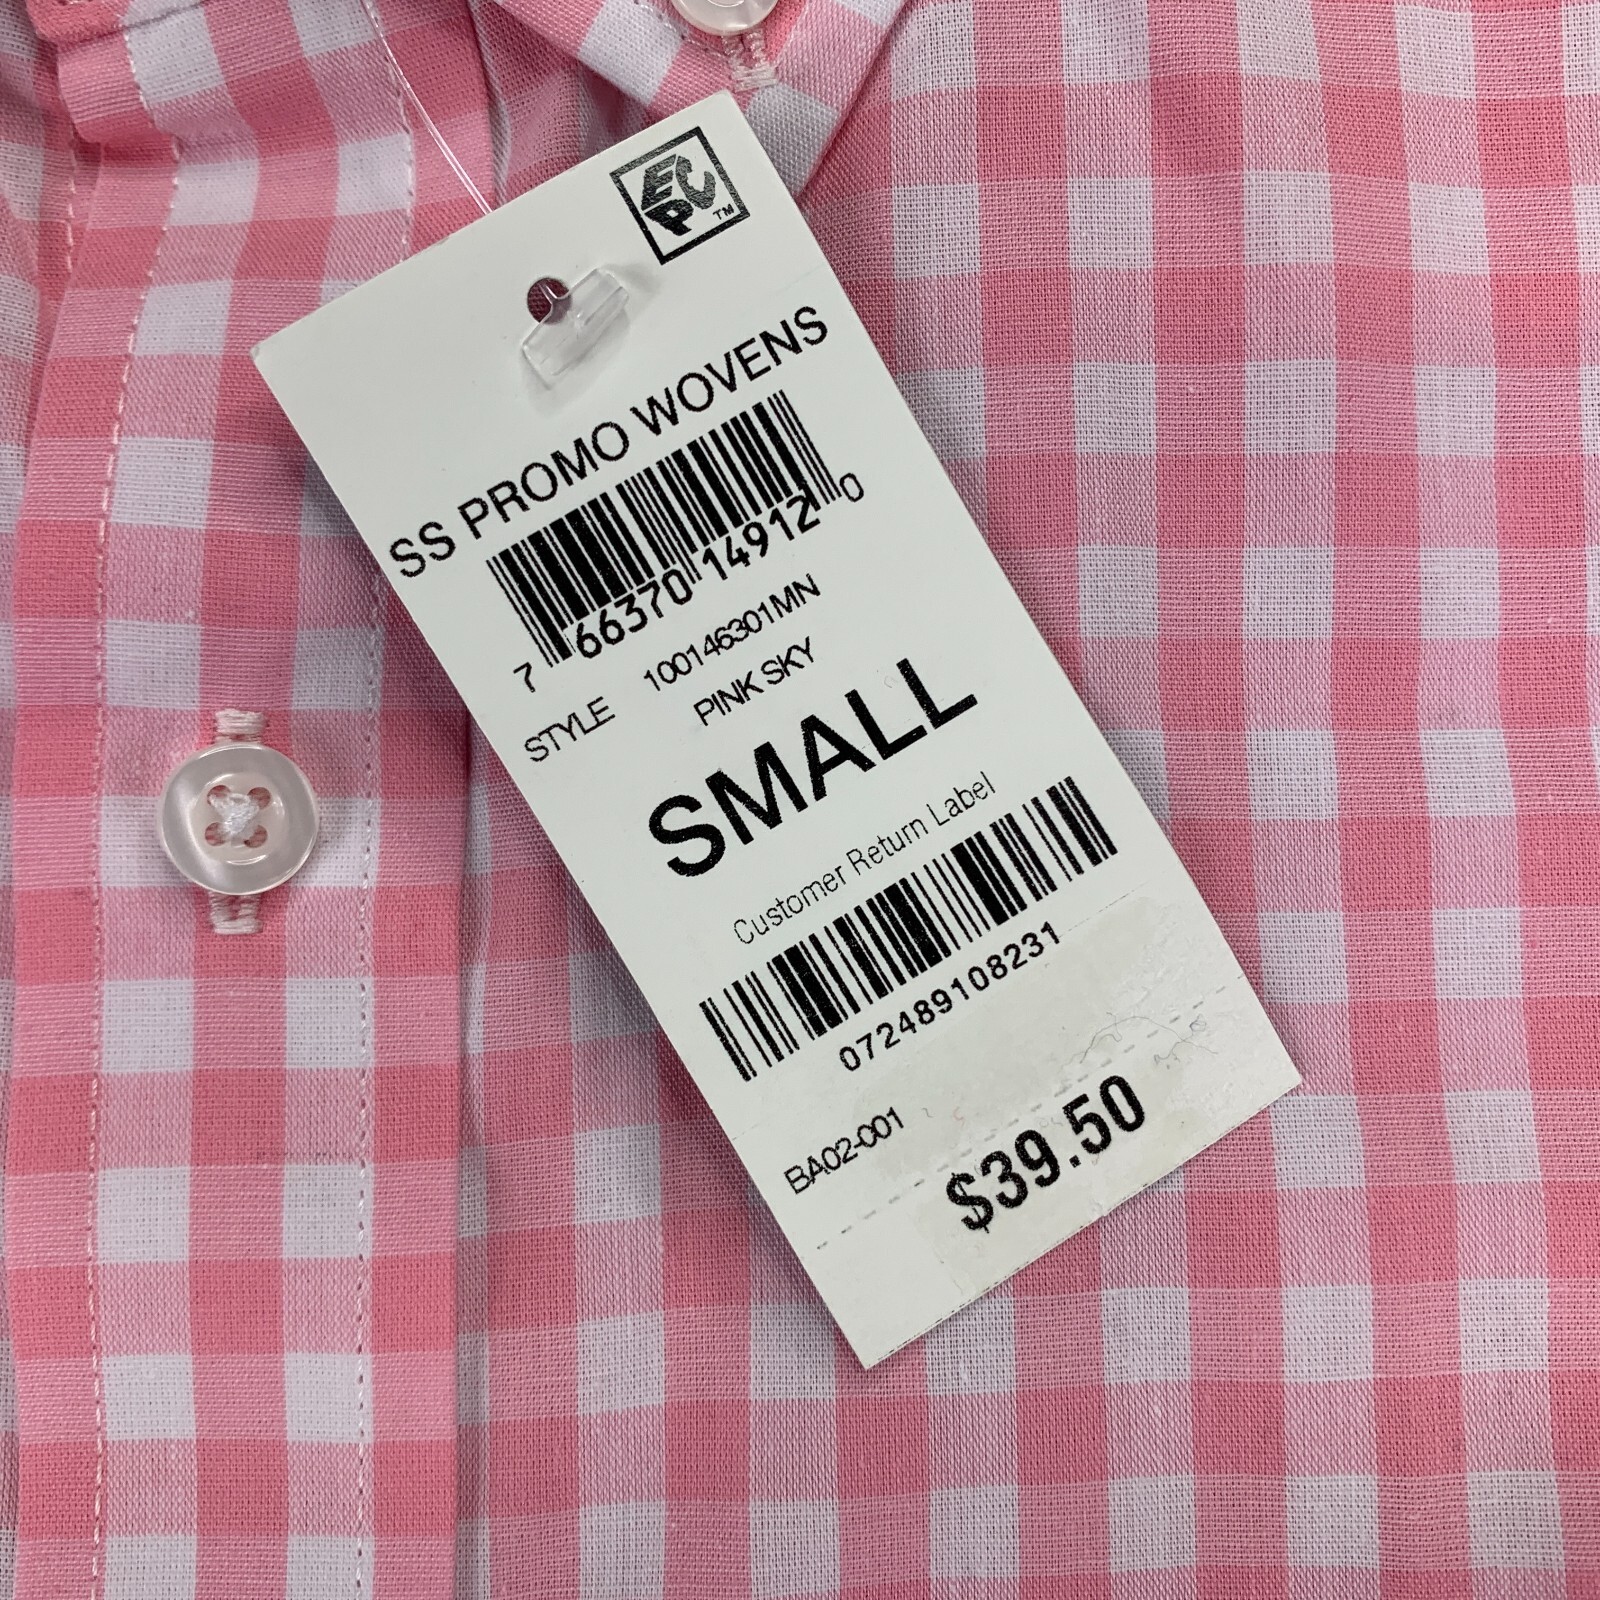 EPC™
SS PROMO WOVENS
7 66370 14912 0
STYLE 100146301MN
PINK SKY
SMALL
Customer Return Label
072489108231
BA02-001
$39.50